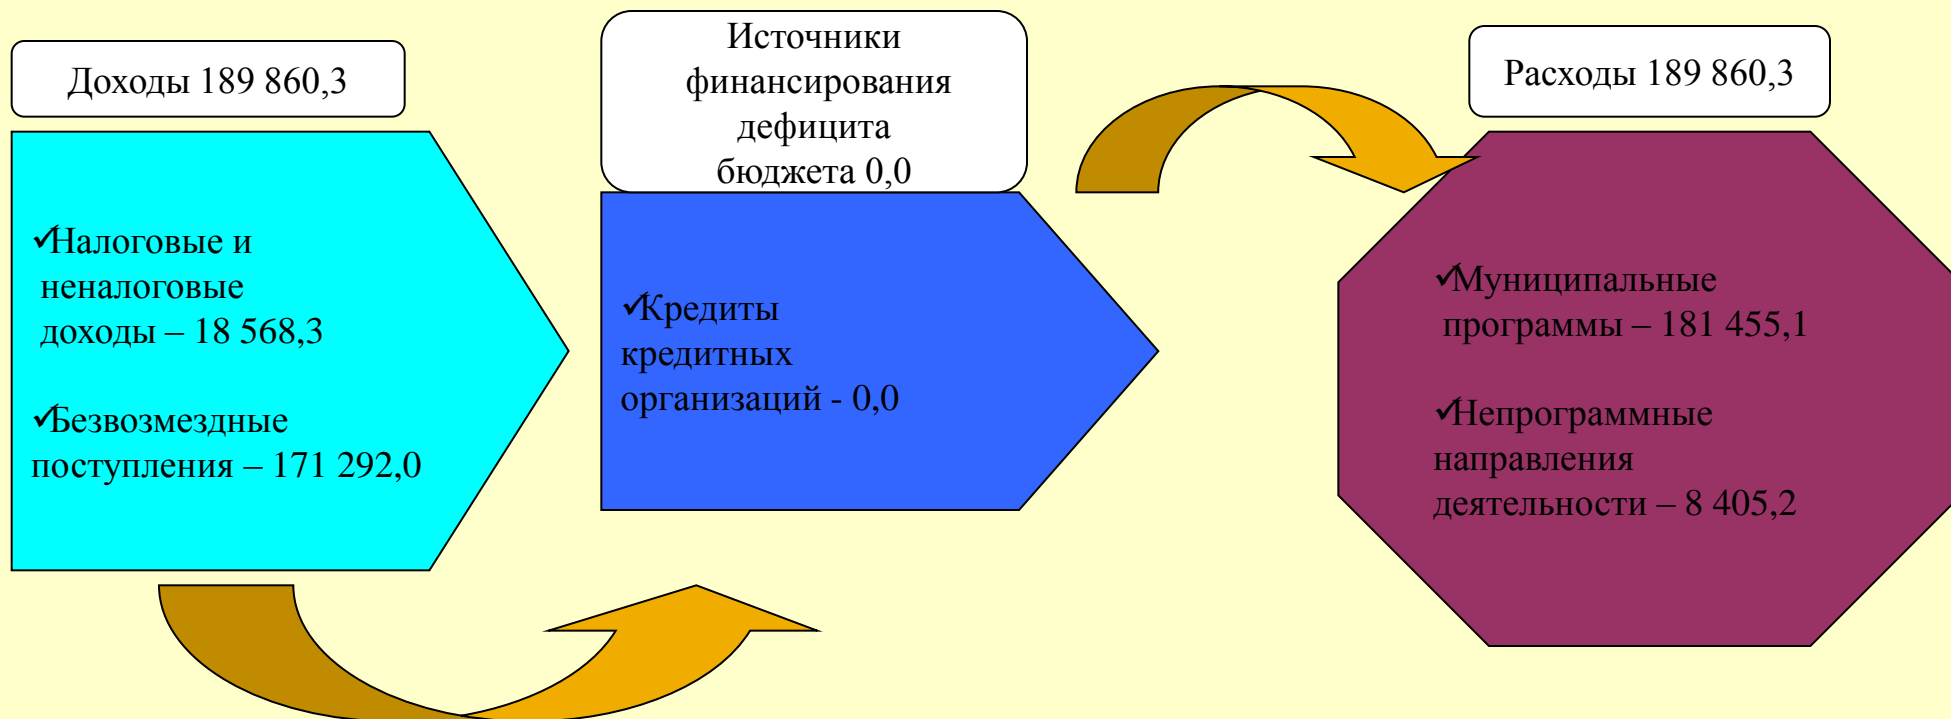 Доходы 189 860,3
✓Налоговые и
неналоговые
доходы – 18 568,3
✓Безвозмездные
поступления – 171 292,0
Источники
финансирования
дефицита
бюджета 0,0
✓Кредиты
кредитных
организаций - 0,0
Расходы 189 860,3
✓Муниципальные
программы – 181 455,1
✓Непрограммные
направления
деятельности – 8 405,2